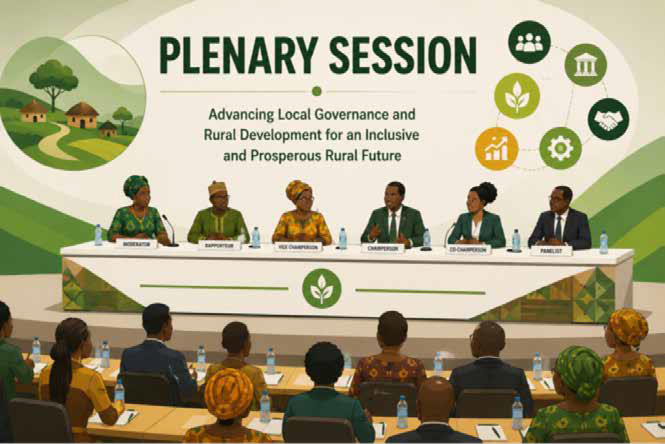 PLENARY SESSION
Advancing Local Governance and
Rural Development for an Inclusive
and Prosperous Rural Future
MODERATOR
RAPPORTEUR
VICE CHAIRPERSON
CHAIRPERSON
CO-CHAIRPERSON
PANELIST